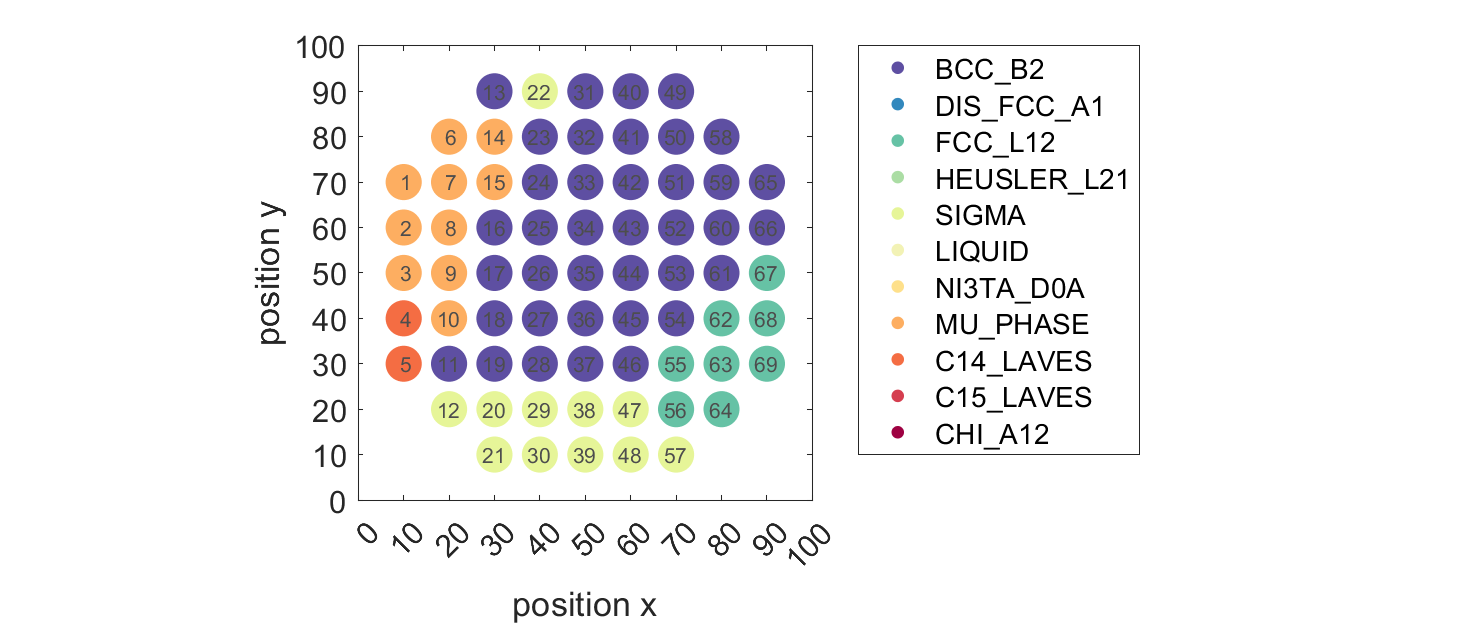 100
90
80
70
60
50
40
30
20
10
0
13 22 31 40 49
6 14 23 32 41 50 58
1 7 15 24 33 42 51 59 65
2 8 16 25 34 43 52 60 66
3 9 17 26 35 44 53 61 67
4 10 18 27 36 45 54 62 68
5 11 19 28 37 46 55 63 69
12 20 29 38 47 56 64
21 30 39 48 57
0 10 20 30 40 50 60 70 80 90 100
position x
position y
BCC_B2
DIS_FCC_A1
FCC_L12
HEUSLER_L21
SIGMA
LIQUID
NI3TA_D0A
MU_PHASE
C14_LAVES
C15_LAVES
CHI_A12